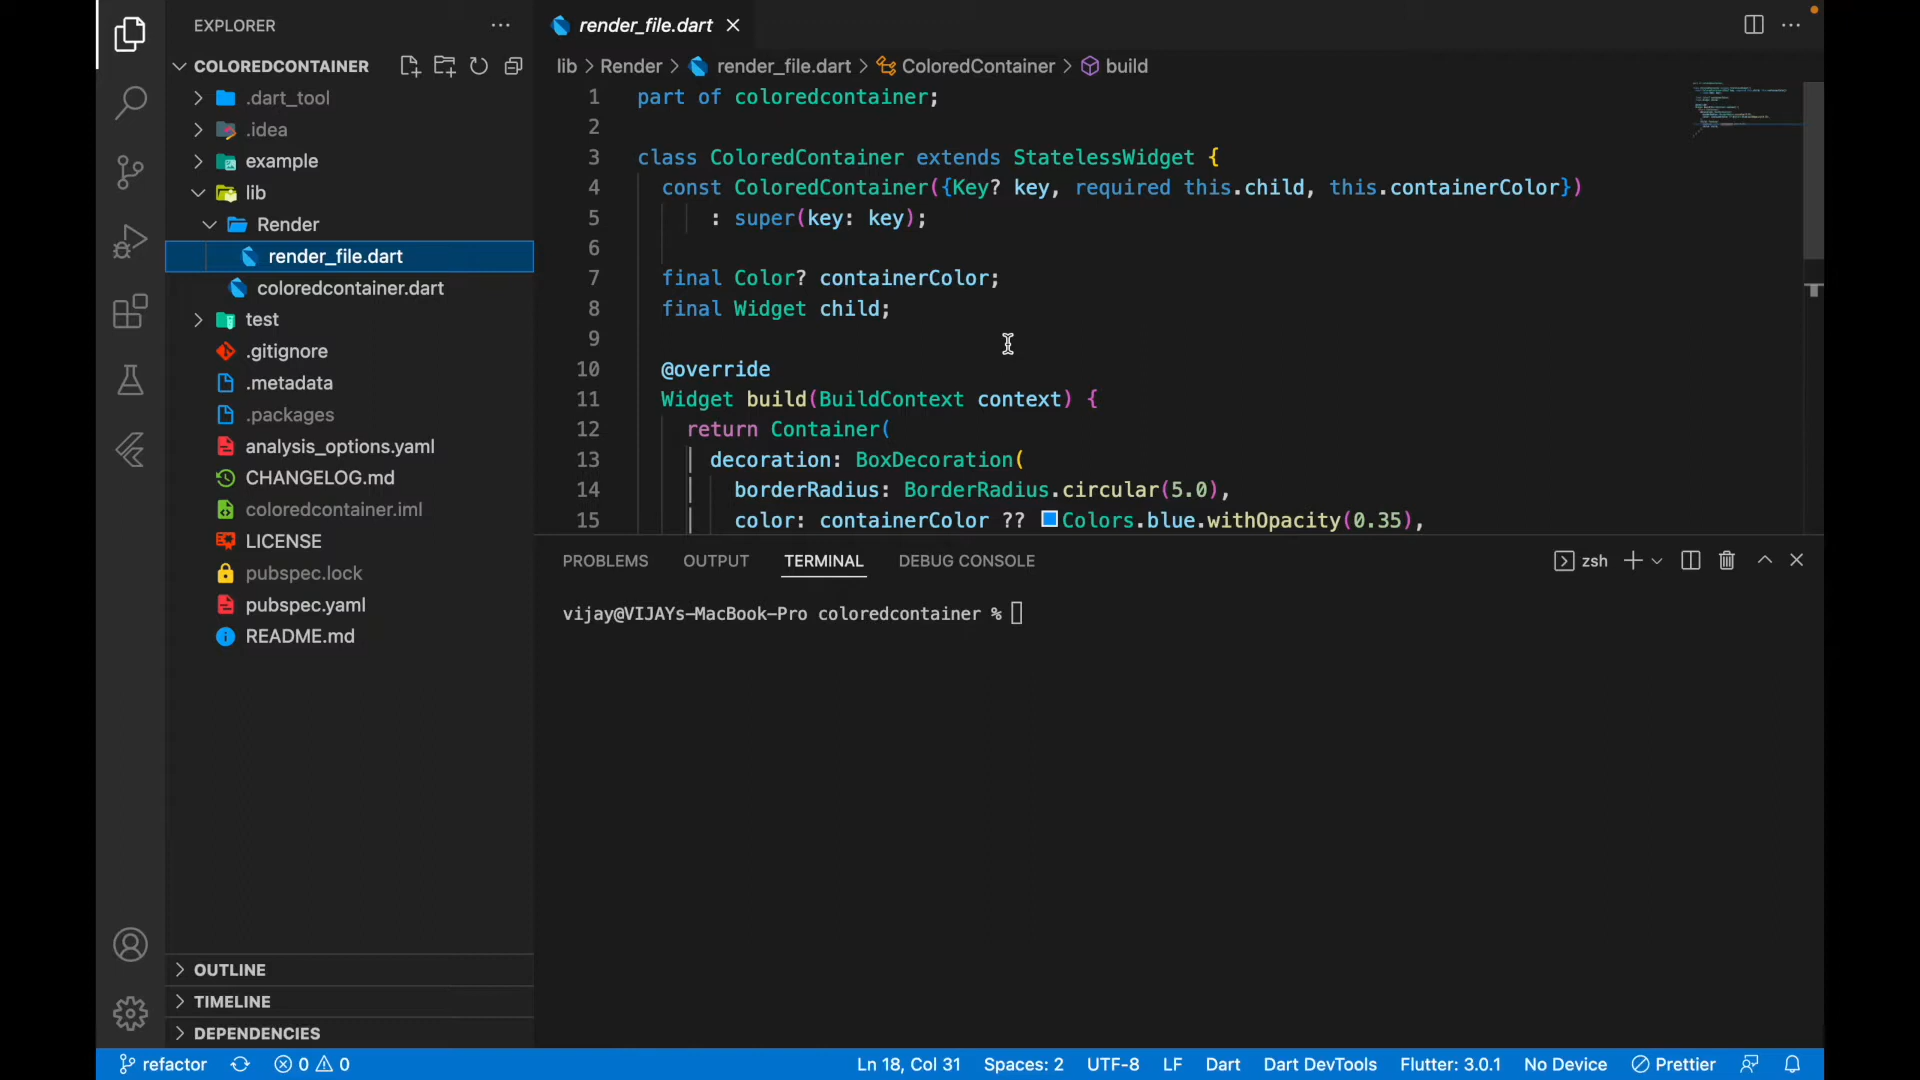 EXPLORER
COLOREDCONTAINER
.dart_tool
.idea
example
lib
Render
render_file.dart
coloredcontainer.dart
test
.gitignore
.metadata
.packages
analysis_options.yaml
CHANGELOG.md
coloredcontainer.iml
LICENSE
pubspec.lock
pubspec.yaml
README.md
OUTLINE
TIMELINE
DEPENDENCIES
render_file.dart
lib > Render > render_file.dart > ColoredContainer > build
1 part of coloredcontainer;
2
3 class ColoredContainer extends StatelessWidget {
4 const ColoredContainer({Key? key, required this.child, this.containerColor})
5 : super(key: key);
6
7 final Color? containerColor;
8 final Widget child;
9
10 @override
11 Widget build(BuildContext context) {
12 return Container(
13 decoration: BoxDecoration(
14 borderRadius: BorderRadius.circular(5.0),
15 color: containerColor ?? Colors.blue.withOpacity(0.35),
PROBLEMS OUTPUT TERMINAL DEBUG CONSOLE zsh
vijay@VIJAYs-MacBook-Pro coloredcontainer %
refactor 0 0 Ln 18, Col 31 Spaces: 2 UTF-8 LF Dart Dart DevTools Flutter: 3.0.1 No Device Prettier